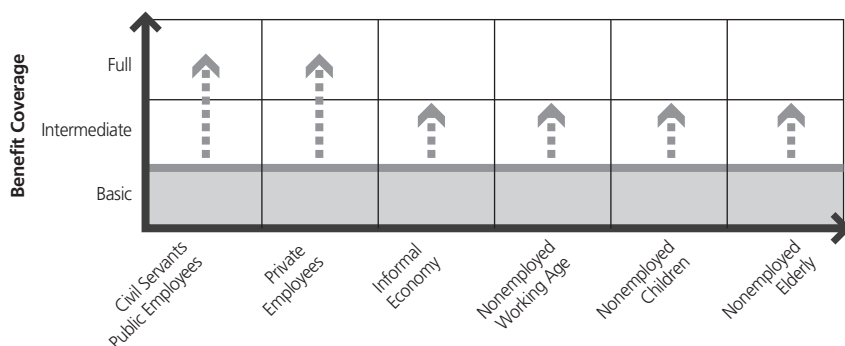 Benefit Coverage
Full
Intermediate
Basic
Civil Servants
Public Employees
Private
Employees
Informal
Economy
Nonemployed
Working Age
Nonemployed
Children
Nonemployed
Elderly